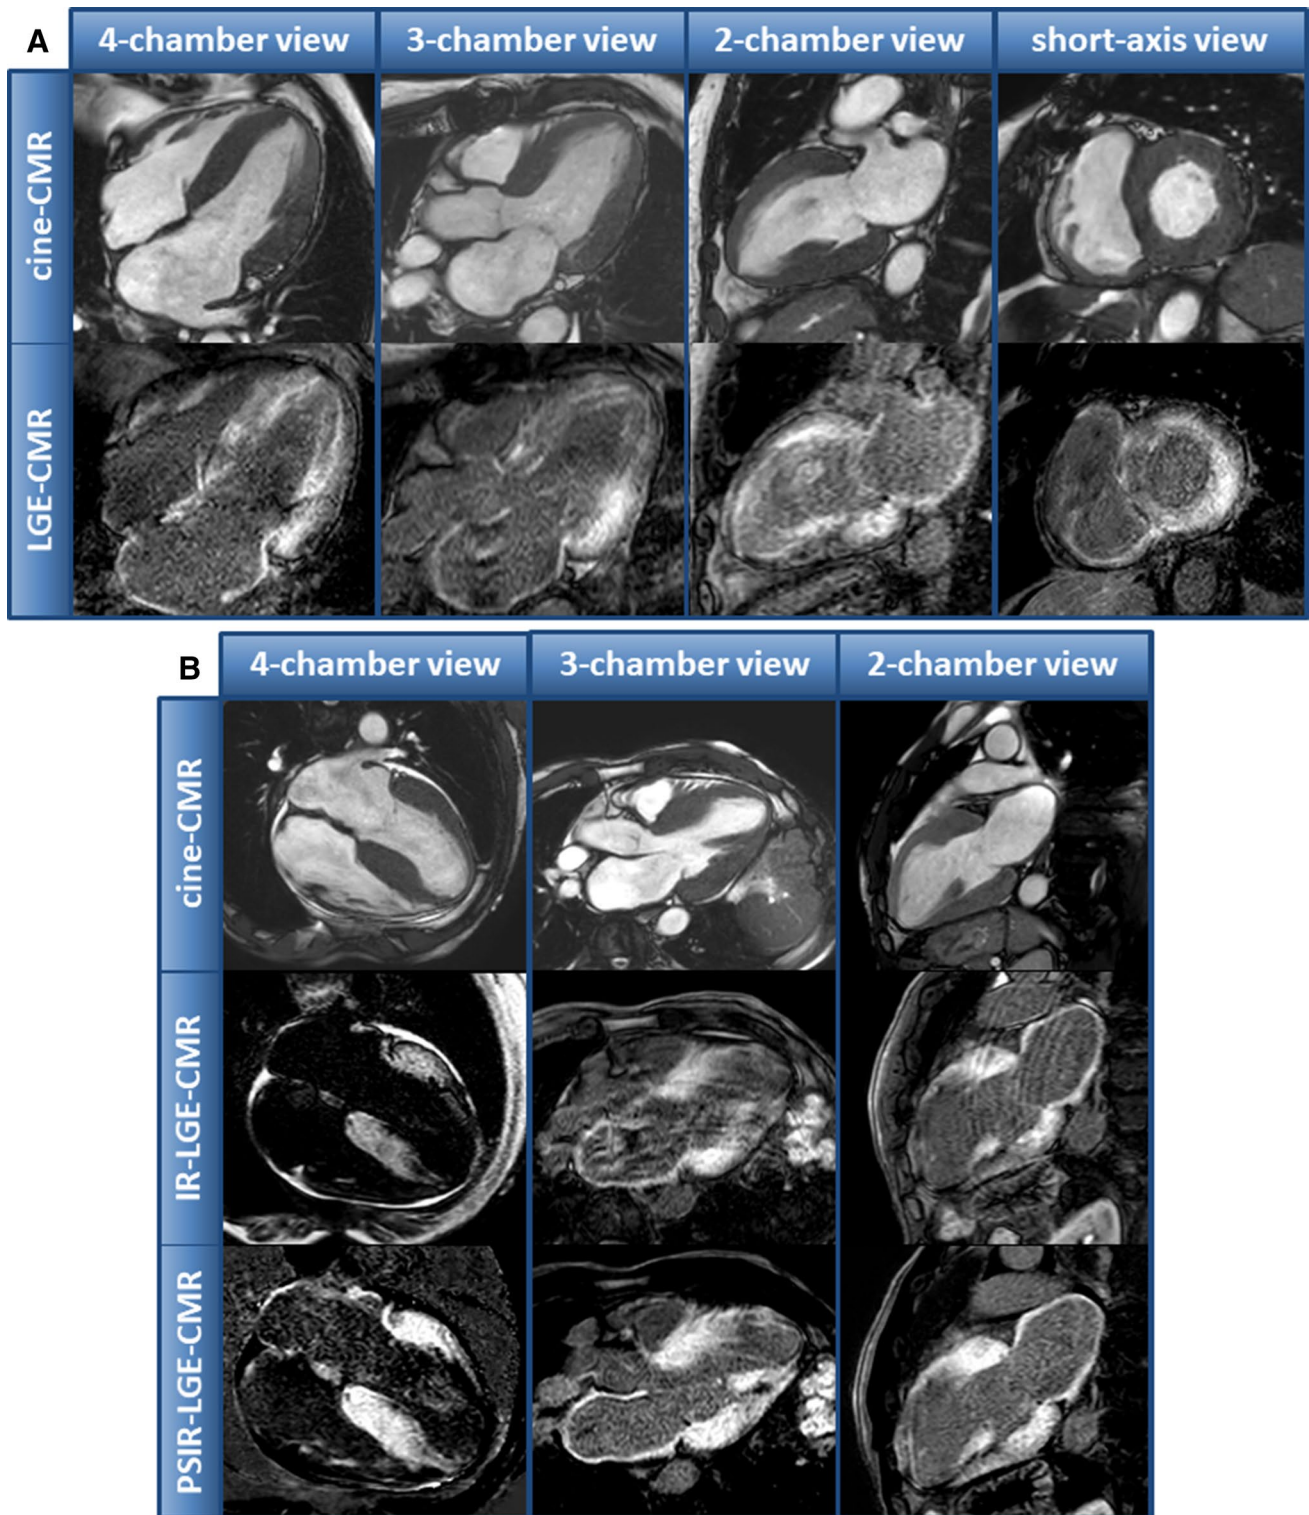 A
4-chamber view
3-chamber view
2-chamber view
short-axis view
cine-CMR
LGE-CMR
B
4-chamber view
3-chamber view
2-chamber view
cine-CMR
IR-LGE-CMR
PSIR-LGE-CMR